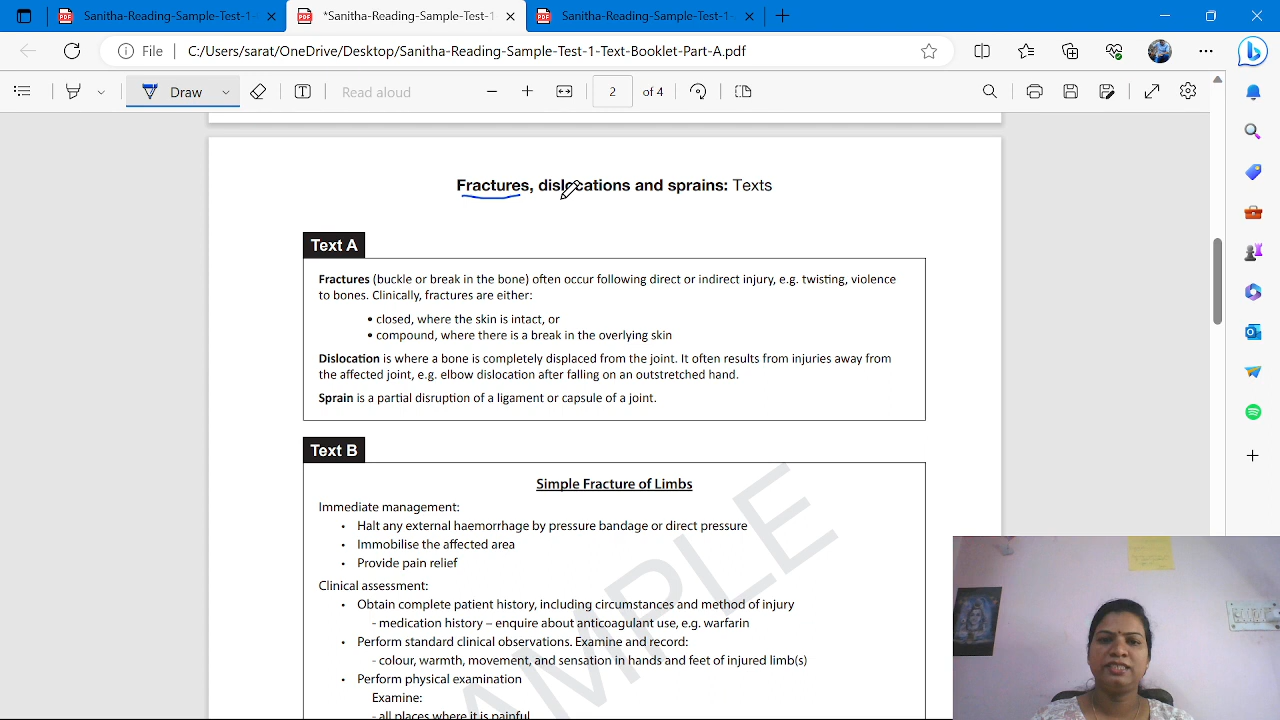 Sanitha-Reading-Sample-Test-1-
*Sanitha-Reading-Sample-Test-1
Sanitha-Reading-Sample-Test-1-
File
C:/Users/sarat/OneDrive/Desktop/Sanitha-Reading-Sample-Test-1-Text-Booklet-Part-A.pdf
Draw
Read aloud
2
of 4
Fractures, dislocations and sprains: Texts
Text A
Fractures (buckle or break in the bone) often occur following direct or indirect injury, e.g. twisting, violence
to bones. Clinically, fractures are either:
• closed, where the skin is intact, or
• compound, where there is a break in the overlying skin
Dislocation is where a bone is completely displaced from the joint. It often results from injuries away from
the affected joint, e.g. elbow dislocation after falling on an outstretched hand.
Sprain is a partial disruption of a ligament or capsule of a joint.
Text B
Simple Fracture of Limbs
Immediate management:
• Halt any external haemorrhage by pressure bandage or direct pressure
• Immobilise the affected area
• Provide pain relief
Clinical assessment:
• Obtain complete patient history, including circumstances and method of injury
- medication history – enquire about anticoagulant use, e.g. warfarin
• Perform standard clinical observations. Examine and record:
- colour, warmth, movement, and sensation in hands and feet of injured limb(s)
• Perform physical examination
Examine:
- all places where it is painful
AMPLE